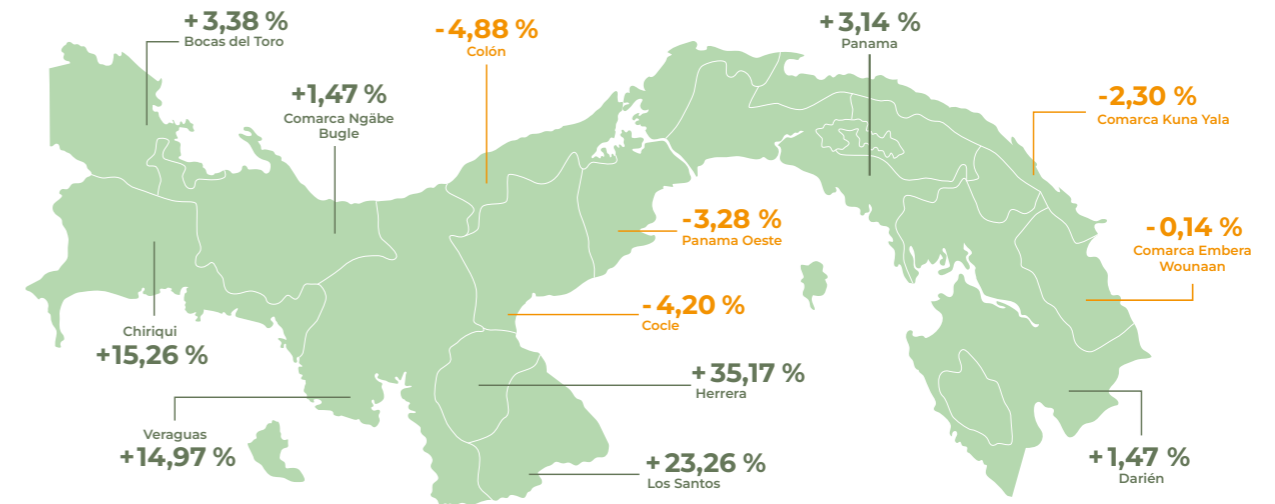 + 3,38 %
Bocas del Toro
- 4,88 %
Colón
+ 3,14 %
Panama
+1,47 %
Comarca Ngäbe
Bugle
-2,30 %
Comarca Kuna Yala
- 3,28 %
Panama Oeste
- 0,14 %
Comarca Embera
Wounaan
- 4,20 %
Cocle
Chiriqui
+15,26 %
+ 35,17 %
Herrera
Veraguas
+14,97 %
+ 23,26 %
Los Santos
+ 1,47 %
Darién